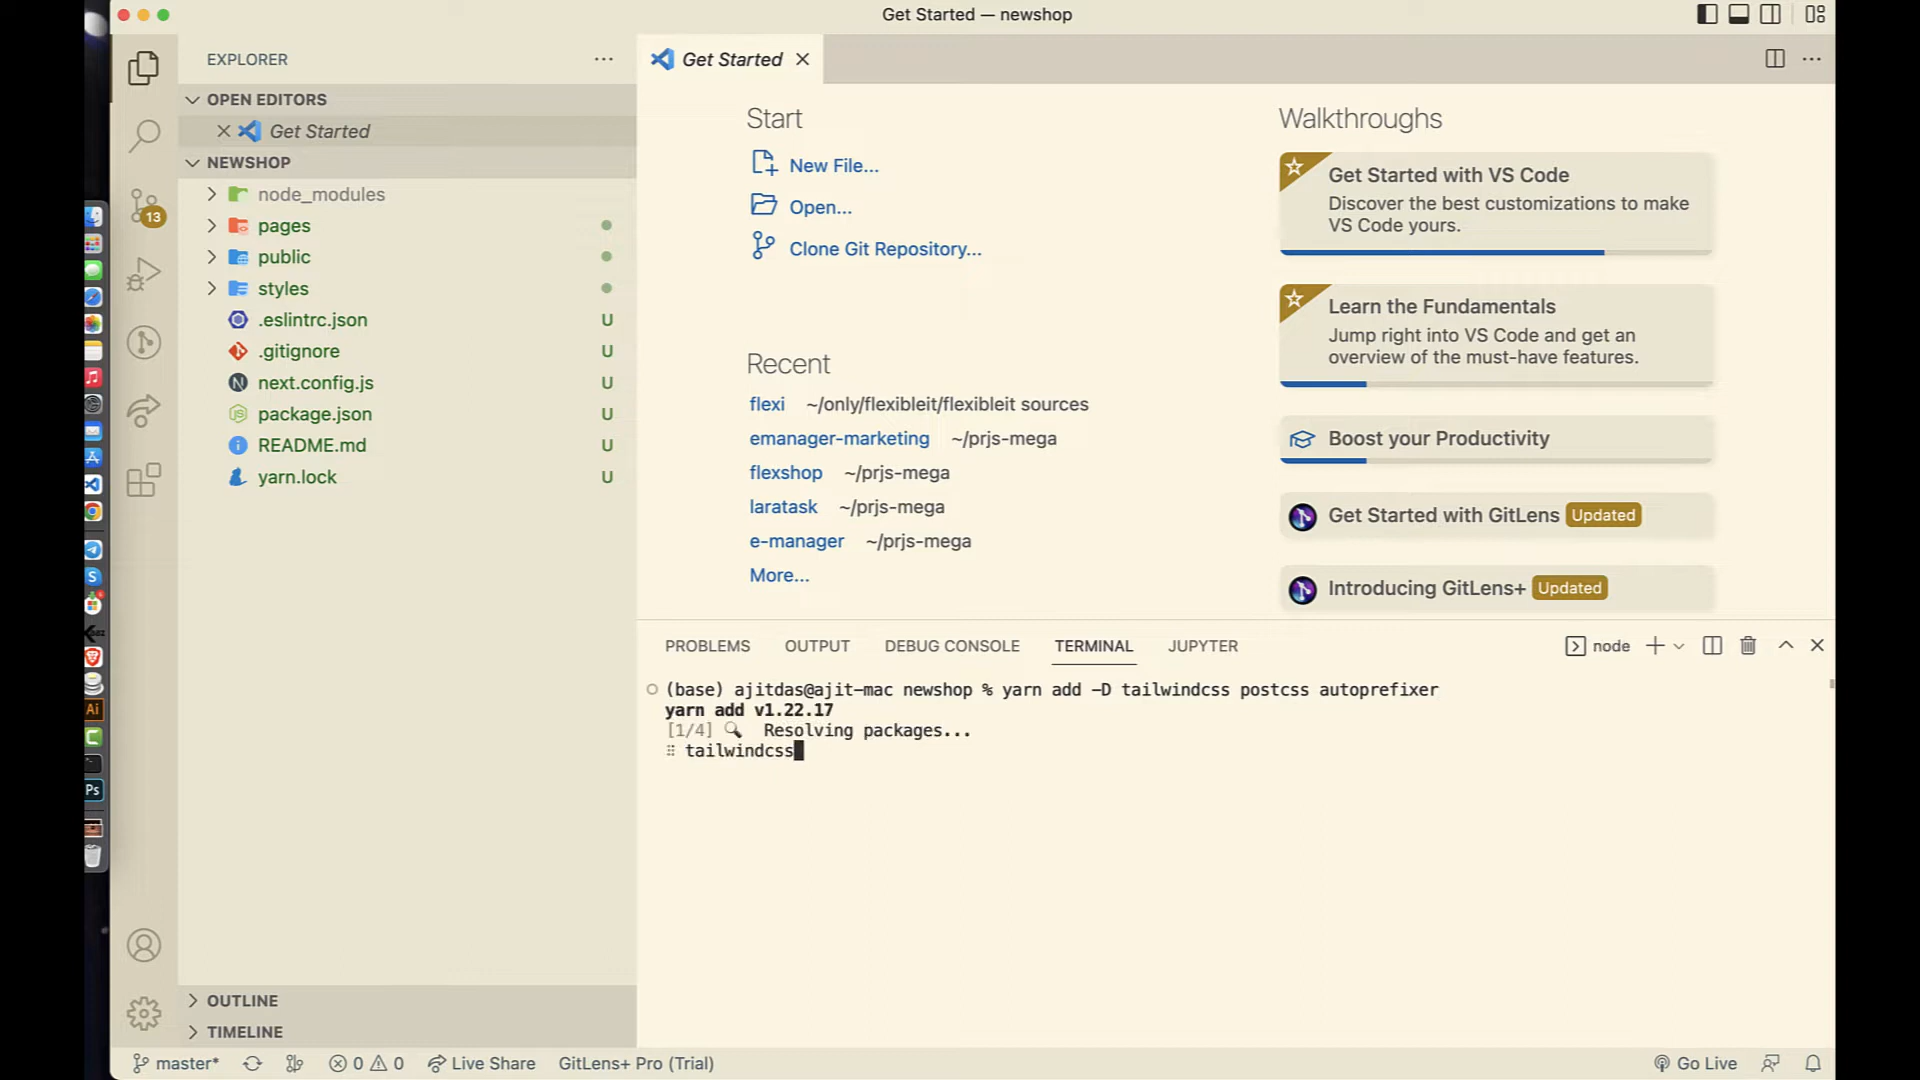 Get Started — newshop
EXPLORER
OPEN EDITORS
Get Started
NEWSHOP
node_modules
pages
public
styles
.eslintrc.json U
.gitignore U
next.config.js U
package.json U
README.md U
yarn.lock U
13
OUTLINE
TIMELINE
Get Started
Start
New File...
Open...
Clone Git Repository...
Recent
flexi ~/only/flexibleit/flexibleit sources
emanager-marketing ~/prjs-mega
flexshop ~/prjs-mega
laratask ~/prjs-mega
e-manager ~/prjs-mega
More...
Walkthroughs
Get Started with VS Code
Discover the best customizations to make
VS Code yours.
Learn the Fundamentals
Jump right into VS Code and get an
overview of the must-have features.
Boost your Productivity
Get Started with GitLens Updated
Introducing GitLens+ Updated
PROBLEMS OUTPUT DEBUG CONSOLE TERMINAL JUPYTER node
(base) ajitdas@ajit-mac newshop % yarn add -D tailwindcss postcss autoprefixer
yarn add v1.22.17
[1/4] 🔍 Resolving packages...
⠿ tailwindcss
Ai
Ps
master* 0 0 Live Share GitLens+ Pro (Trial) Go Live